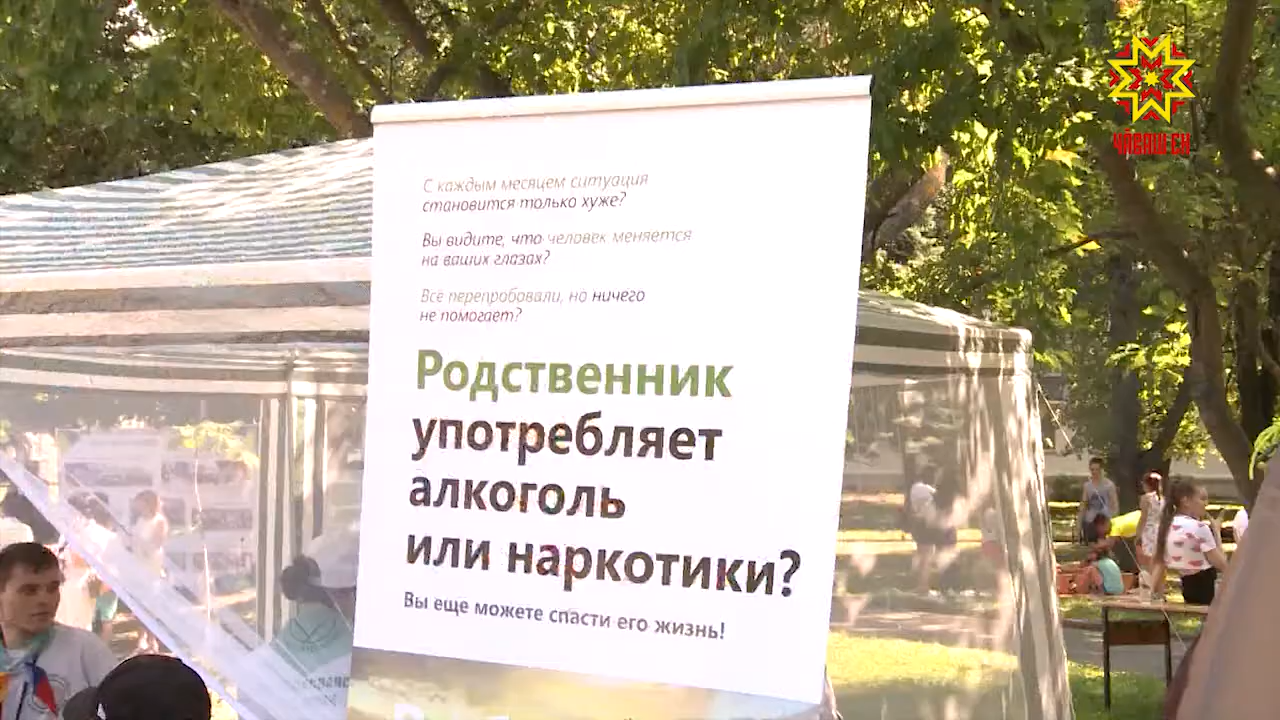 С каждым месяцем ситуация
становится только хуже?
Вы видите, что человек меняется
на ваших глазах?
Всё перепробовали, но ничего
не помогает?
Родственник
употребляет
алкоголь
или наркотики?
Вы еще можете спасти его жизнь!
ЧӐВАШ ЕН